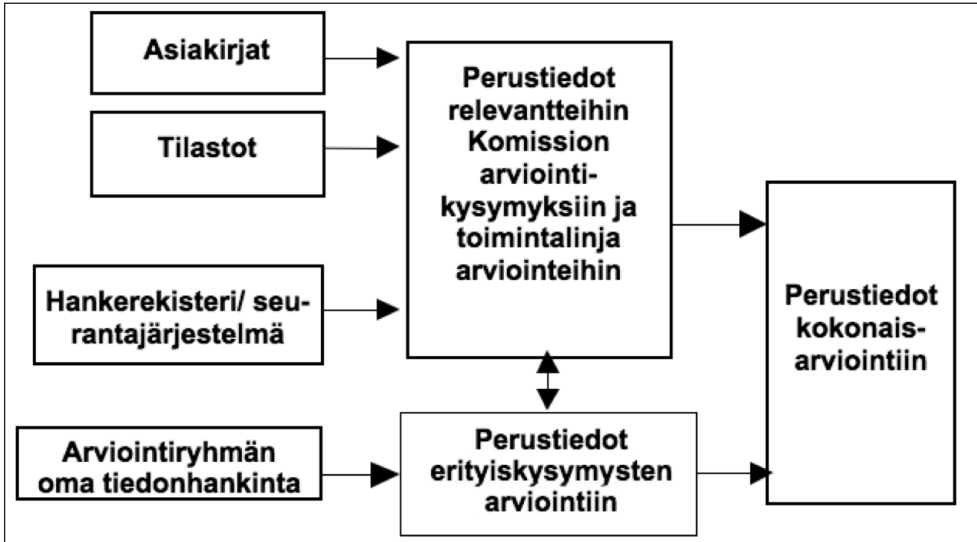 Asiakirjat
Tilastot
Hankerekisteri/ seu-
rantajärjestelmä
Arviointiryhmän
oma tiedonhankinta
Perustiedot
relevantteihin
Komission
arviointi-
kysymyksiin ja
toimintalinja
arviointeihin
Perustiedot
erityiskysymysten
arviointiin
Perustiedot
kokonais-
arviointiin